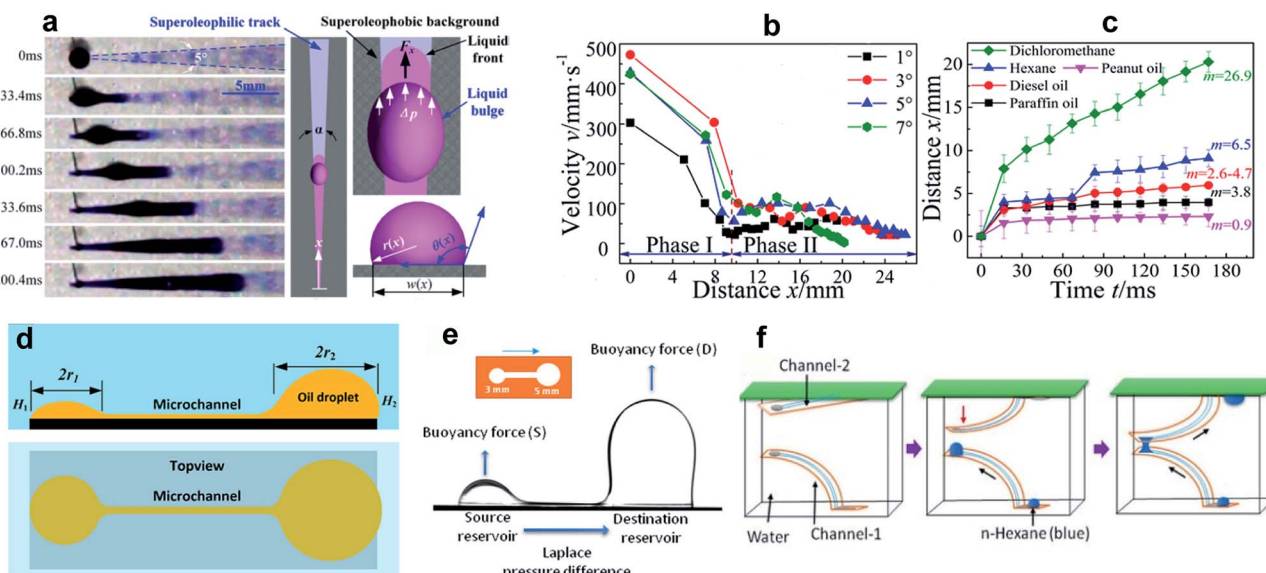 a
Superoleophilic track
Superoleophobic background
0ms
5°
5mm
33.4ms
66.8ms
00.2ms
33.6ms
67.0ms
00.4ms
α
x
Fx
Liquid
front
Liquid
bulge
Δp
r(x)
θ(x)
w(x)
b
Velocity v/mm·s⁻¹
500
400
300
200
100
0
1°
3°
5°
7°
Phase I
Phase II
0 4 8 12 16 20 24
Distance x/mm
c
Distance x/mm
20
15
10
5
0
Dichloromethane
Hexane
Peanut oil
Diesel oil
Paraffin oil
m=26.9
m=6.5
m=2.6-4.7
m=3.8
m=0.9
0 30 60 90 120 150 180
Time t/ms
d
2r₁
2r₂
H₁
Microchannel
Oil droplet
H₂
Topview
Microchannel
e
3 mm
5 mm
Buoyancy force (D)
Buoyancy force (S)
Source
reservoir
Destination
reservoir
Laplace
pressure difference
f
Channel-2
Water
Channel-1
n-Hexane (blue)